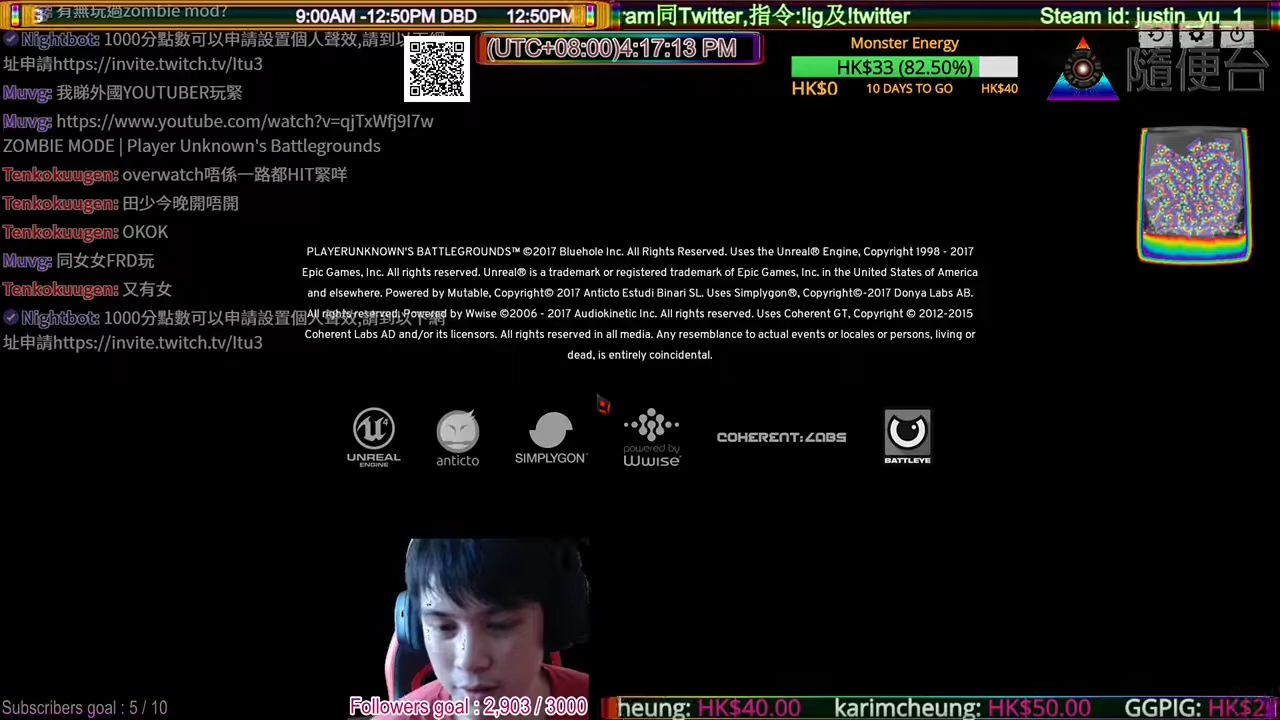 有無玩過zombie mod?
9:00AM -12:50PM DBD
12:50PM
ram同Twitter,指令:!ig及!twitter
Steam id: justin_yu_1
Nightbot: 1000分點數可以申請設置個人聲效,請到以下網
址申請https://invite.twitch.tv/ltu3
(UTC+08:00)4:17:13 PM
Monster Energy
HK$33 (82.50%)
HK$0
10 DAYS TO GO
HK$40
隨便台
Muvg: 我睇外國YOUTUBER玩緊
Muvg: https://www.youtube.com/watch?v=qjTxWfj9I7w
ZOMBIE MODE | Player Unknown's Battlegrounds
Tenkokuugen: overwatch唔係一路都HIT緊咩
Tenkokuugen: 田少今晚開唔開
Tenkokuugen: OKOK
Muvg: 同女女FRD玩
Tenkokuugen: 又有女
Nightbot: 1000分點數可以申請設置個人聲效,請到以下網
址申請https://invite.twitch.tv/ltu3
PLAYERUNKNOWN'S BATTLEGROUNDS™ ©2017 Bluehole Inc. All Rights Reserved. Uses the Unreal® Engine, Copyright 1998 - 2017
Epic Games, Inc. All rights reserved. Unreal® is a trademark or registered trademark of Epic Games, Inc. in the United States of America
and elsewhere. Powered by Mutable, Copyright© 2017 Anticto Estudi Binari SL. Uses Simplygon®, Copyright©-2017 Donya Labs AB.
All rights reserved. Powered by Wwise ©2006 - 2017 Audiokinetic Inc. All rights reserved. Uses Coherent GT, Copyright © 2012-2015
Coherent Labs AD and/or its licensors. All rights reserved in all media. Any resemblance to actual events or locales or persons, living or
dead, is entirely coincidental.
UNREAL
ENGINE
anticto
SIMPLYGON
powered by
Wwise
COHERENT:LABS
BATTLEYE
Subscribers goal : 5 / 10
Followers goal : 2,903 / 3000
heung: HK$40.00
karimcheung: HK$50.00
GGPIG: HK$2